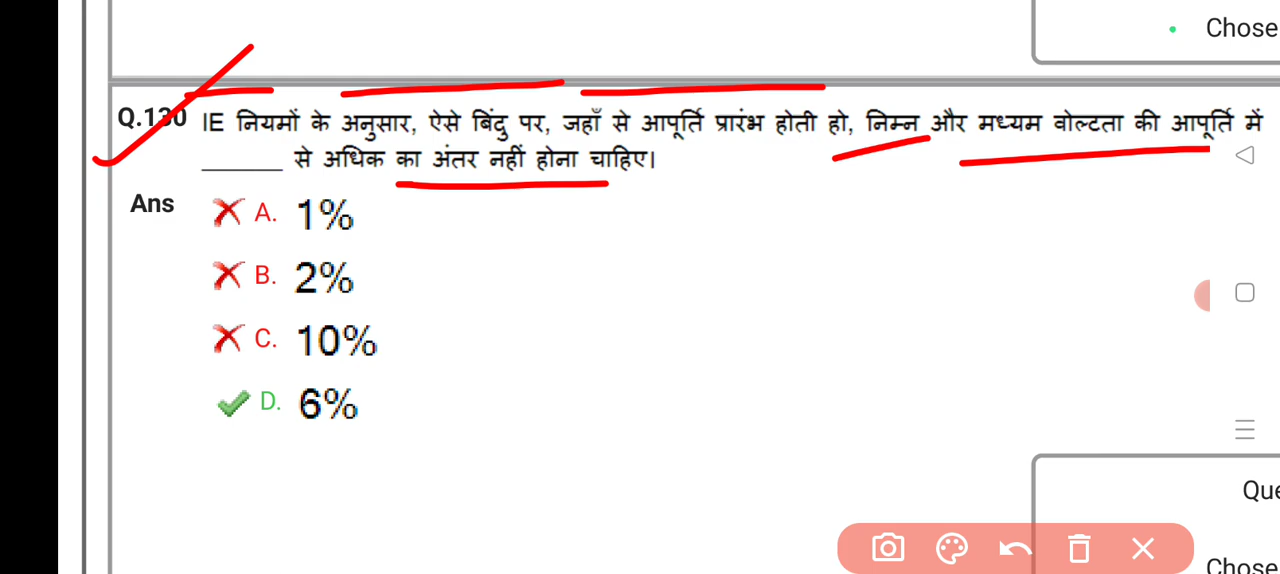 Chose
Q.130 IE नियमों के अनुसार, ऐसे बिंदु पर, जहाँ से आपूर्ति प्रारंभ होती हो, निम्न और मध्यम वोल्टता की आपूर्ति में
______ से अधिक का अंतर नहीं होना चाहिए।
Ans A. 1%
B. 2%
C. 10%
D. 6%
Que
Chose